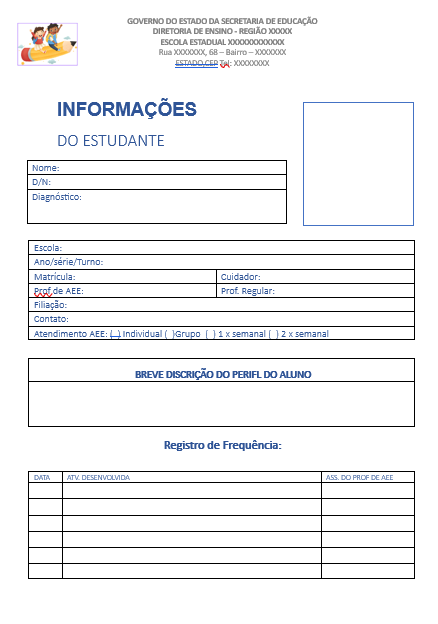 GOVERNO DO ESTADO DA SECRETARIA DE EDUCAÇÃO
DIRETORIA DE ENSINO - REGIÃO XXXXX
ESCOLA ESTADUAL XXXXXXXXXXXX
Rua XXXXXXX, 68 – Bairro – XXXXXXX
ESTADO,CEP Tel: XXXXXXXX
INFORMAÇÕES
DO ESTUDANTE
Nome:
D/N:
Diagnóstico:
Escola:
Ano/série/Turno:
Matrícula: Cuidador:
Prof.de AEE: Prof. Regular:
Filiação:
Contato:
Atendimento AEE: (  ) Individual (  )Grupo  (  ) 1 x semanal (  ) 2 x semanal
BREVE DISCRIÇÃO DO PERIFL DO ALUNO
Registro de Frequência:
DATA ATV. DESENVOLVIDA ASS. DO PROF DE AEE